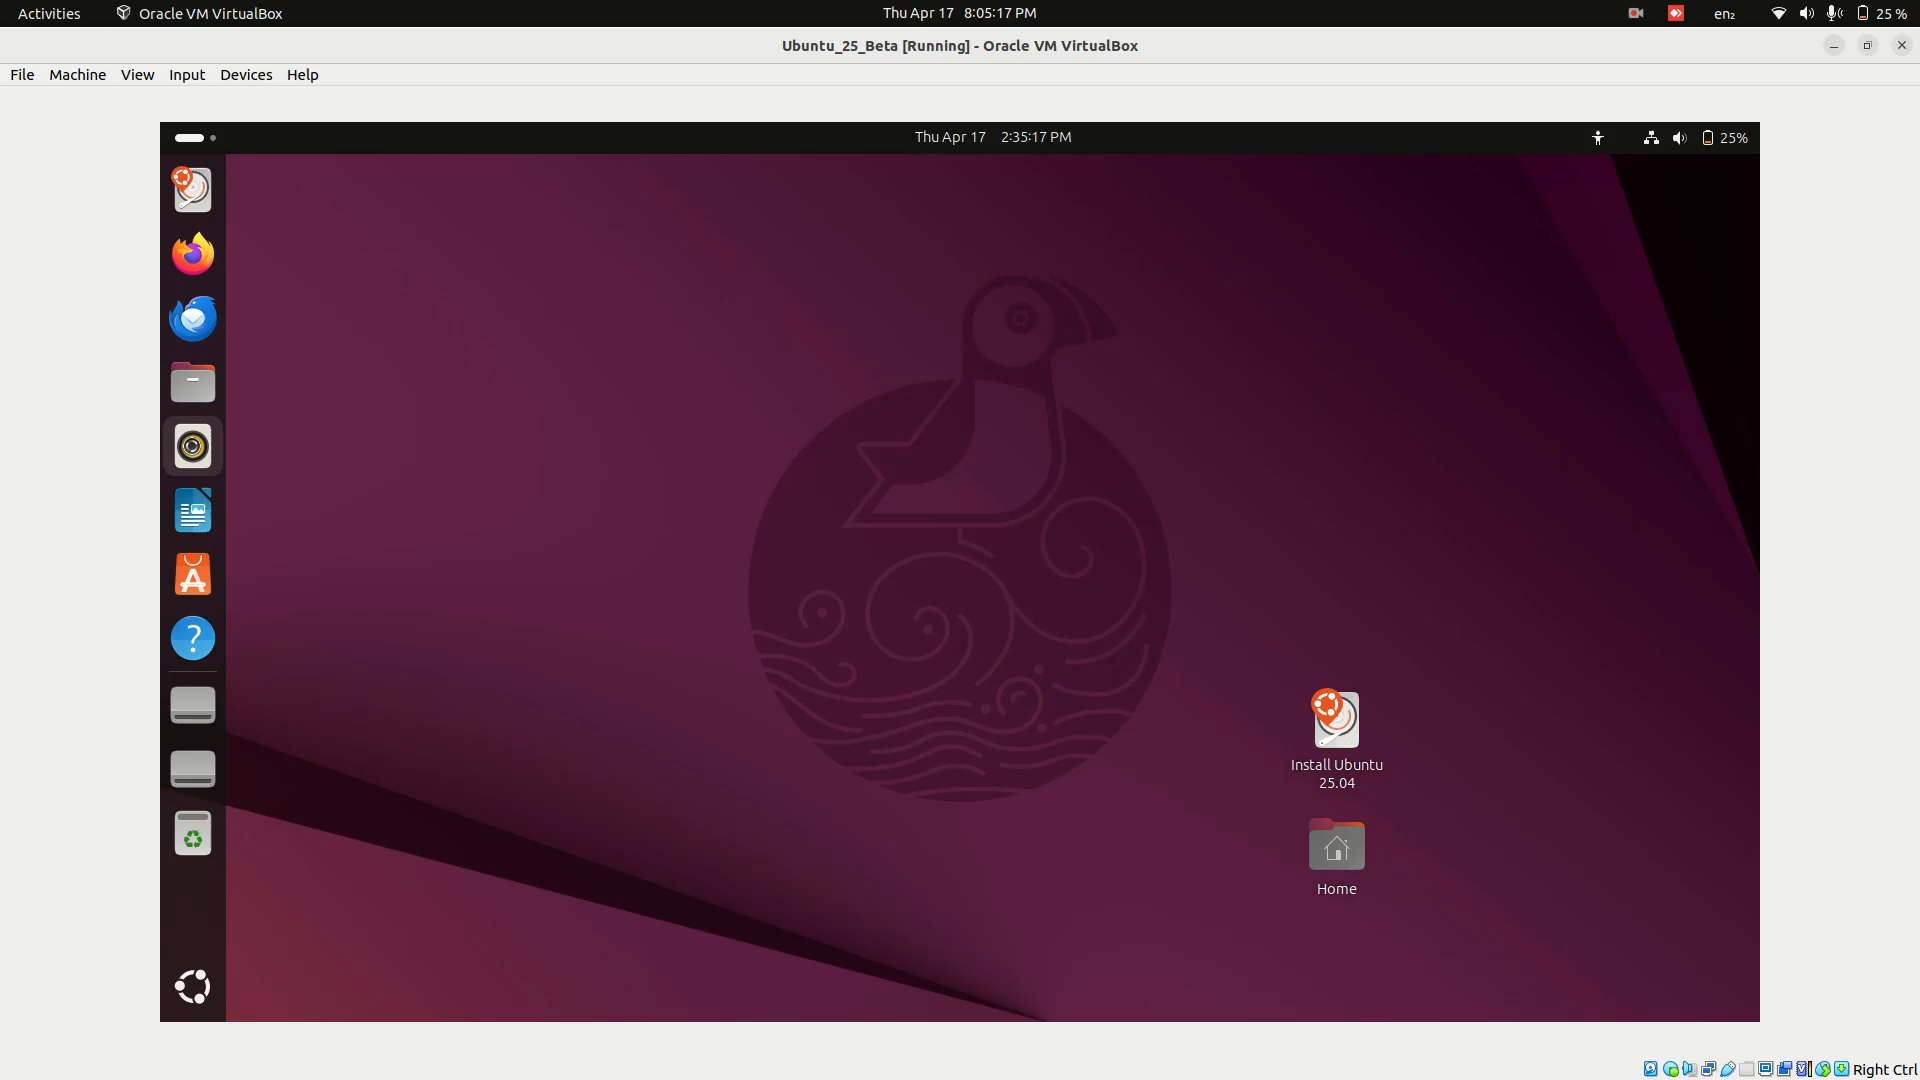 Activities Oracle VM VirtualBox Thu Apr 17 8:05:17 PM en₂ 25 %
Ubuntu_25_Beta [Running] - Oracle VM VirtualBox
File Machine View Input Devices Help
Thu Apr 17 2:35:17 PM 25%
Install Ubuntu
25.04
Home
Right Ctrl